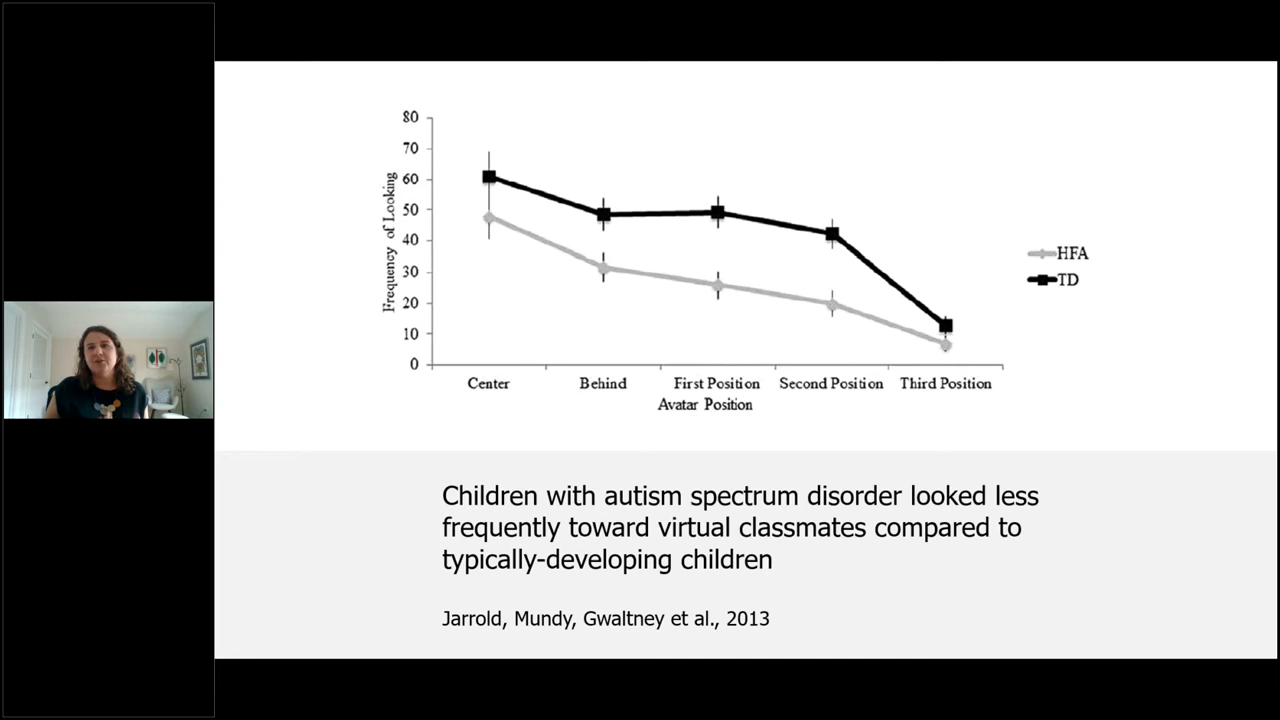 80
70
60
50
40
30
20
10
0
Frequency of Looking
Center
Behind
First Position
Second Position
Third Position
Avatar Position
HFA
TD
Children with autism spectrum disorder looked less
frequently toward virtual classmates compared to
typically-developing children
Jarrold, Mundy, Gwaltney et al., 2013